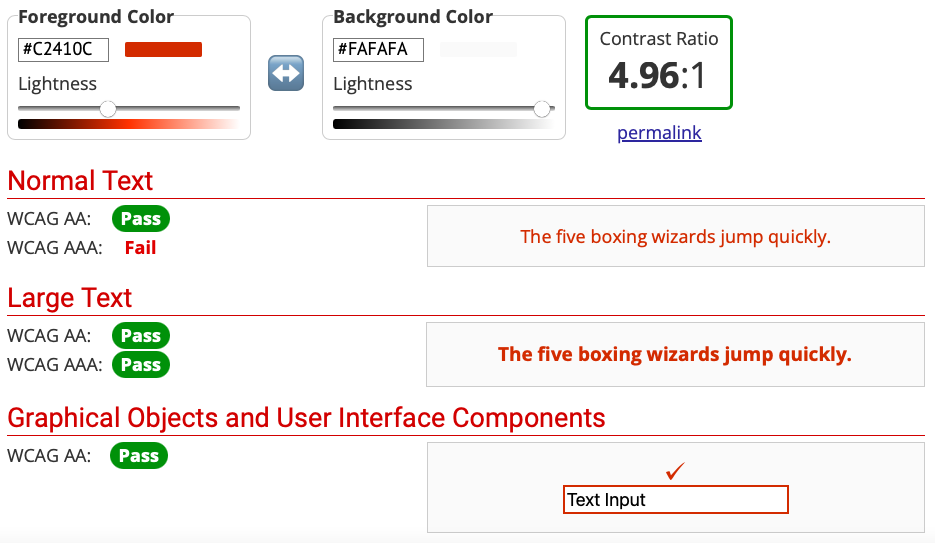 Foreground Color
#C2410C
Lightness
Background Color
#FAFAFA
Lightness
Contrast Ratio
4.96:1
permalink
Normal Text
WCAG AA: Pass
WCAG AAA: Fail
The five boxing wizards jump quickly.
Large Text
WCAG AA: Pass
WCAG AAA: Pass
The five boxing wizards jump quickly.
Graphical Objects and User Interface Components
WCAG AA: Pass
✓
Text Input